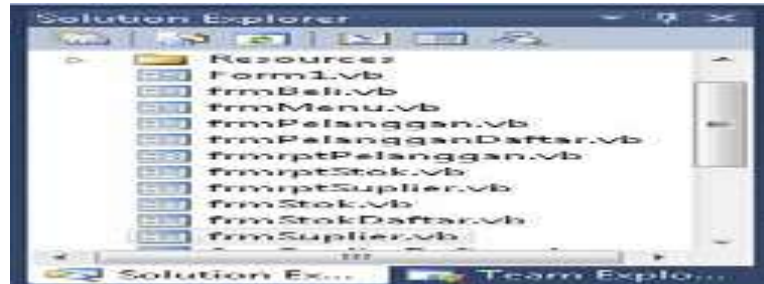 Solution Explorer
Resources
Form1.vb
frmBeli.vb
frmMenu.vb
frmPelanggan.vb
frmPelangganDaftar.vb
frmrptPelanggan.vb
frmrptStok.vb
frmrptSuplier.vb
frmStok.vb
frmStokDaftar.vb
frmSuplier.vb
Solution Ex... Team Explo...